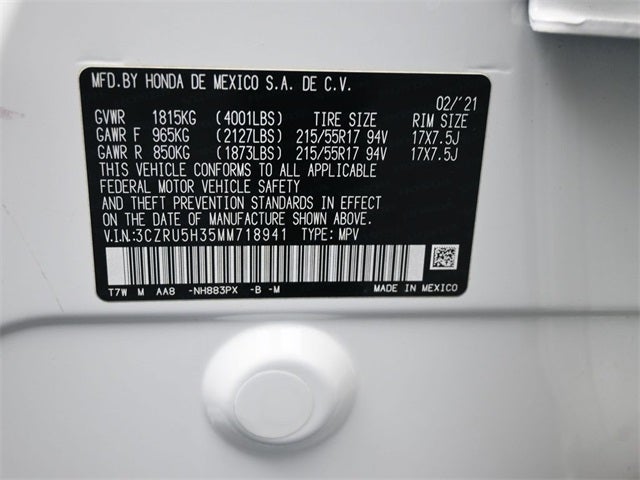 MFD.BY HONDA DE MEXICO S.A. DE C.V.
02/'21
GVWR 1815KG (4001LBS) TIRE SIZE RIM SIZE
GAWR F 965KG (2127LBS) 215/55R17 94V 17X7.5J
GAWR R 850KG (1873LBS) 215/55R17 94V 17X7.5J
THIS VEHICLE CONFORMS TO ALL APPLICABLE
FEDERAL MOTOR VEHICLE SAFETY
AND THEFT PREVENTION STANDARDS IN EFFECT
ON THE DATE OF MANUFACTURE SHOWN ABOVE.
V.I.N.:3CZRU5H35MM718941 TYPE: MPV
T7W M AA8 -NH883PX -B -M MADE IN MEXICO